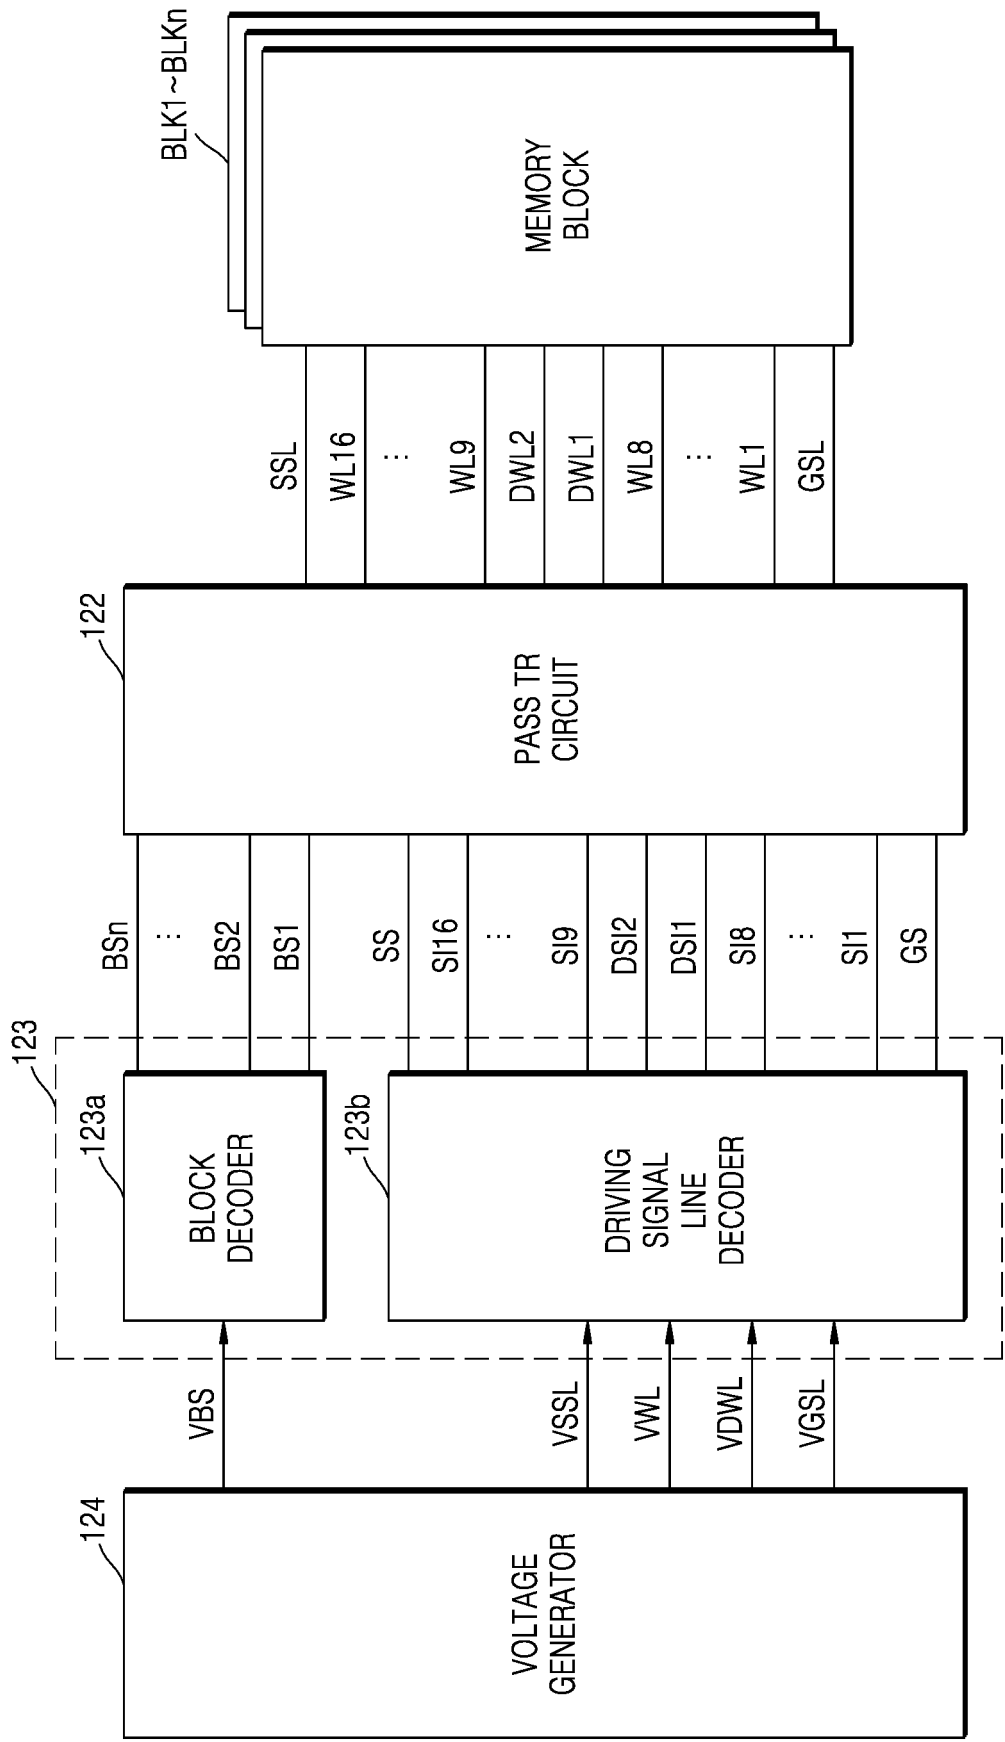 124
VOLTAGE
GENERATOR
VBS
VSSL
VWL
VDWL
VGSL
123
123a
BLOCK
DECODER
123b
DRIVING
SIGNAL
LINE
DECODER
BSn
⋮
BS2
BS1
SS
SI16
⋮
SI9
DSI2
DSI1
SI8
⋮
SI1
GS
122
PASS TR
CIRCUIT
SSL
WL16
⋮
WL9
DWL2
DWL1
WL8
⋮
WL1
GSL
BLK1~BLKn
MEMORY
BLOCK